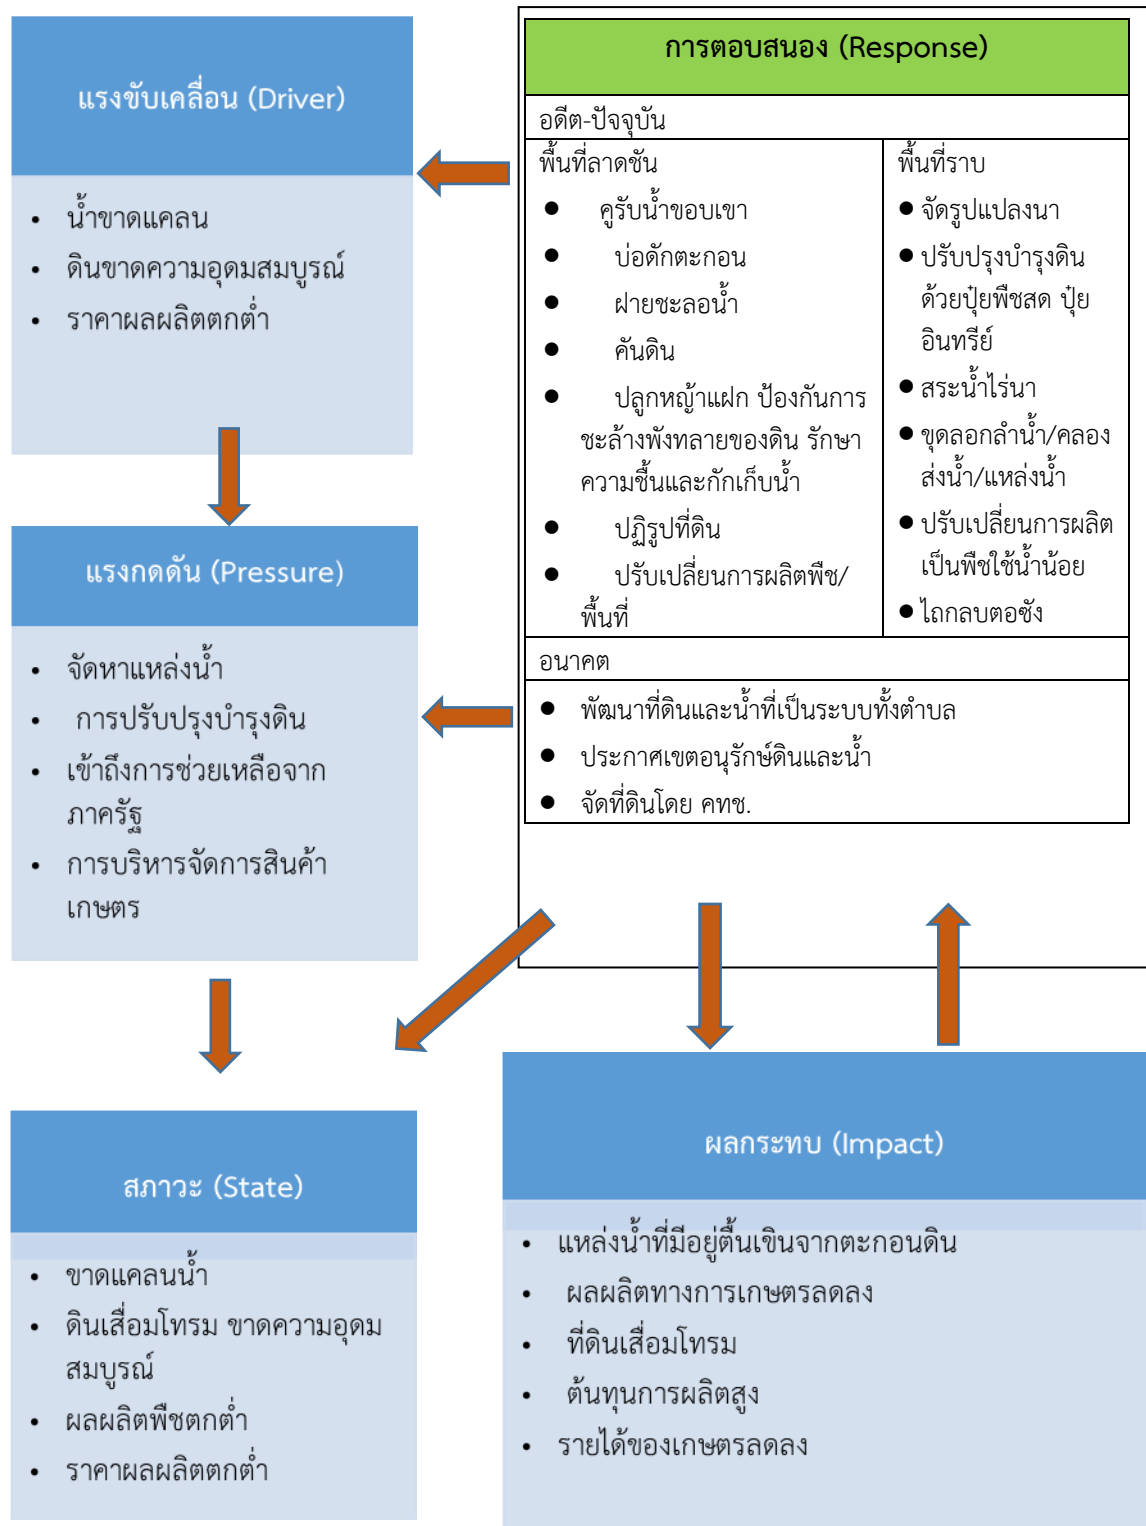 แรงขับเคลื่อน (Driver)
• น้ำขาดแคลน
• ดินขาดความอุดมสมบูรณ์
• ราคาผลผลิตตกต่ำ
แรงกดดัน (Pressure)
• จัดหาแหล่งน้ำ
• การปรับปรุงบำรุงดิน
• เข้าถึงการช่วยเหลือจาก
ภาครัฐ
• การบริหารจัดการสินค้า
เกษตร
สภาวะ (State)
• ขาดแคลนน้ำ
• ดินเสื่อมโทรม ขาดความอุดม
สมบูรณ์
• ผลผลิตพืชตกต่ำ
• ราคาผลผลิตตกต่ำ
การตอบสนอง (Response)
อดีต-ปัจจุบัน
พื้นที่ลาดชัน
● คูรับน้ำขอบเขา
● บ่อดักตะกอน
● ฝายชะลอน้ำ
● คันดิน
● ปลูกหญ้าแฝก ป้องกันการ
ชะล้างพังทลายของดิน รักษา
ความชื้นและกักเก็บน้ำ
● ปฏิรูปที่ดิน
● ปรับเปลี่ยนการผลิตพืช/
พื้นที่
พื้นที่ราบ
● จัดรูปแปลงนา
● ปรับปรุงบำรุงดิน
ด้วยปุ๋ยพืชสด ปุ๋ย
อินทรีย์
● สระน้ำไร่นา
● ขุดลอกลำน้ำ/คลอง
ส่งน้ำ/แหล่งน้ำ
● ปรับเปลี่ยนการผลิต
เป็นพืชใช้น้ำน้อย
● ไถกลบตอซัง
อนาคต
● พัฒนาที่ดินและน้ำที่เป็นระบบทั้งตำบล
● ประกาศเขตอนุรักษ์ดินและน้ำ
● จัดที่ดินโดย คทช.
ผลกระทบ (Impact)
• แหล่งน้ำที่มีอยู่ตื้นเขินจากตะกอนดิน
• ผลผลิตทางการเกษตรลดลง
• ที่ดินเสื่อมโทรม
• ต้นทุนการผลิตสูง
• รายได้ของเกษตรลดลง